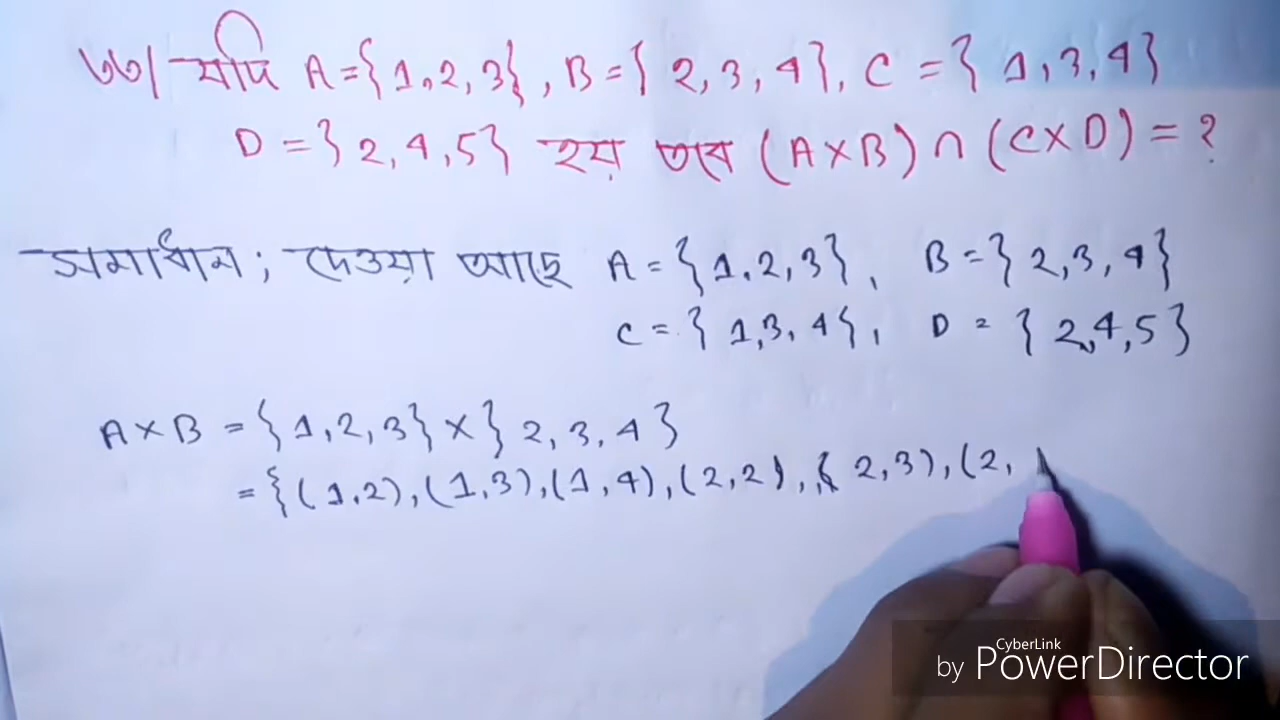 ৩৩। যদি A={1,2,3}, B={2,3,4}, C={1,3,4}
D={2,4,5} হয় তবে (A×B)∩(C×D)=?
সমাধান; দেওয়া আছে A={1,2,3}, B={2,3,4}
C={1,3,4}, D={2,4,5}
A×B={1,2,3}×{2,3,4}
={(1,2),(1,3),(1,4),(2,2),(2,3),(2,
CyberLink
by PowerDirector